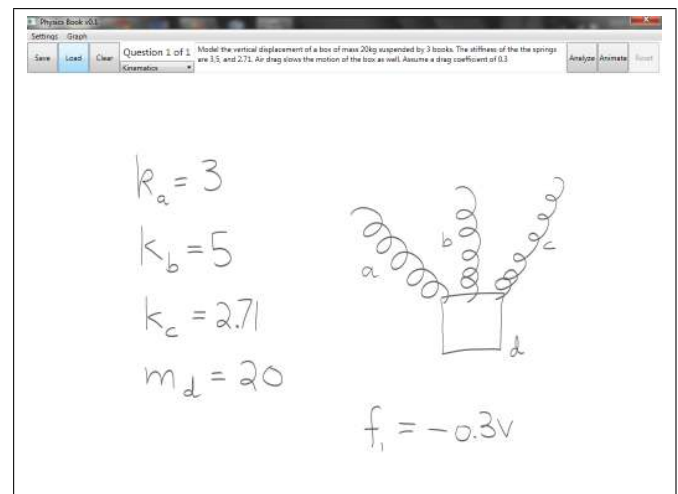 Physics Book v0.1
Settings Graph
Save Load Clear Question 1 of 1 Model the vertical displacement of a box of mass 20kg suspended by 3 books. The stiffness of the the springs
Kinematics are 3,5, and 2.71. Air drag slows the motion of the box as well. Assume a drag coefficient of 0.3
Analyze Animate Reset
kₐ = 3
k_b = 5
k_c = 2.71
m_d = 20
a
b
c
d
f₁ = -0.3v